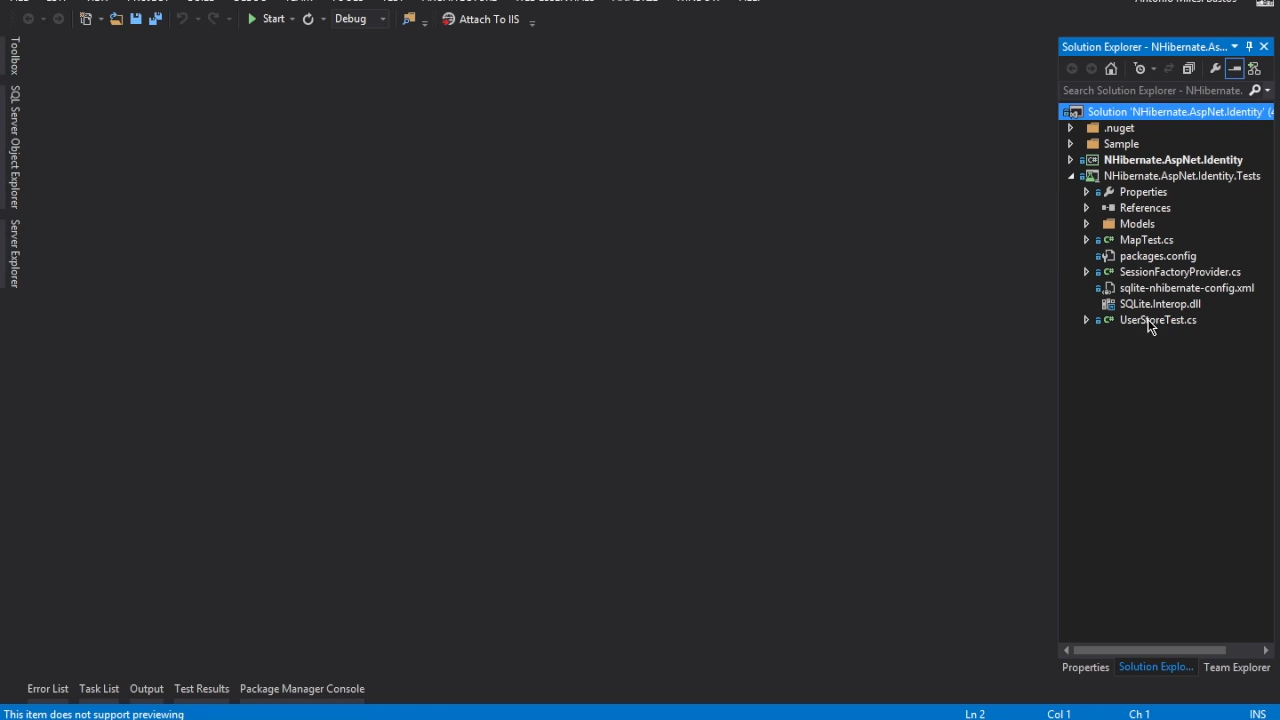 Start
Debug
Attach To IIS
Toolbox
SQL Server Object Explorer
Server Explorer
Solution Explorer - NHibernate.As...
Search Solution Explorer - NHibernate.
Solution 'NHibernate.AspNet.Identity' (
.nuget
Sample
NHibernate.AspNet.Identity
NHibernate.AspNet.Identity.Tests
Properties
References
Models
MapTest.cs
packages.config
SessionFactoryProvider.cs
sqlite-nhibernate-config.xml
SQLite.Interop.dll
UserStoreTest.cs
Properties
Solution Explo...
Team Explorer
Error List
Task List
Output
Test Results
Package Manager Console
This item does not support previewing
Ln 2
Col 1
Ch 1
INS